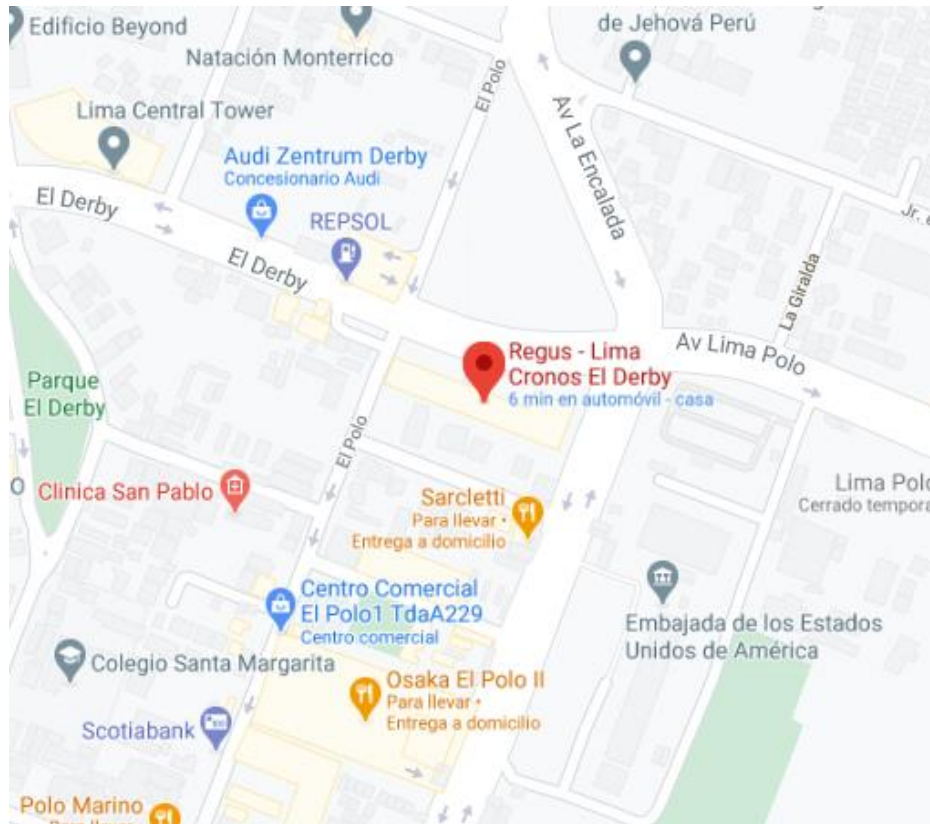 Edificio Beyond
Natación Monterrico
de Jehová Perú
Lima Central Tower
El Polo
Av La Encalada
Audi Zentrum Derby
Concesionario Audi
El Derby
REPSOL
Jr.
El Derby
La Giralda
Av Lima Polo
Regus - Lima
Cronos El Derby
6 min en automóvil - casa
Parque
El Derby
El Polo
O
Clinica San Pablo
Sarcletti
Para llevar •
Entrega a domicilio
Lima Polo
Cerrado tempora
Centro Comercial
El Polo1 TdaA229
Centro comercial
Embajada de los Estados
Unidos de América
Colegio Santa Margarita
Osaka El Polo II
Para llevar •
Entrega a domicilio
Scotiabank
Polo Marino